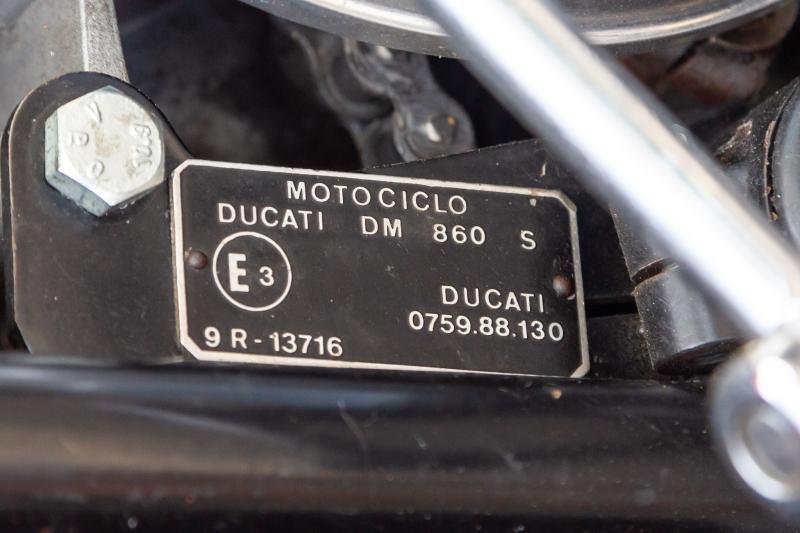 MOTOCICLO
DUCATI DM 860 S
E 3
DUCATI
0759.88.130
9 R - 13716